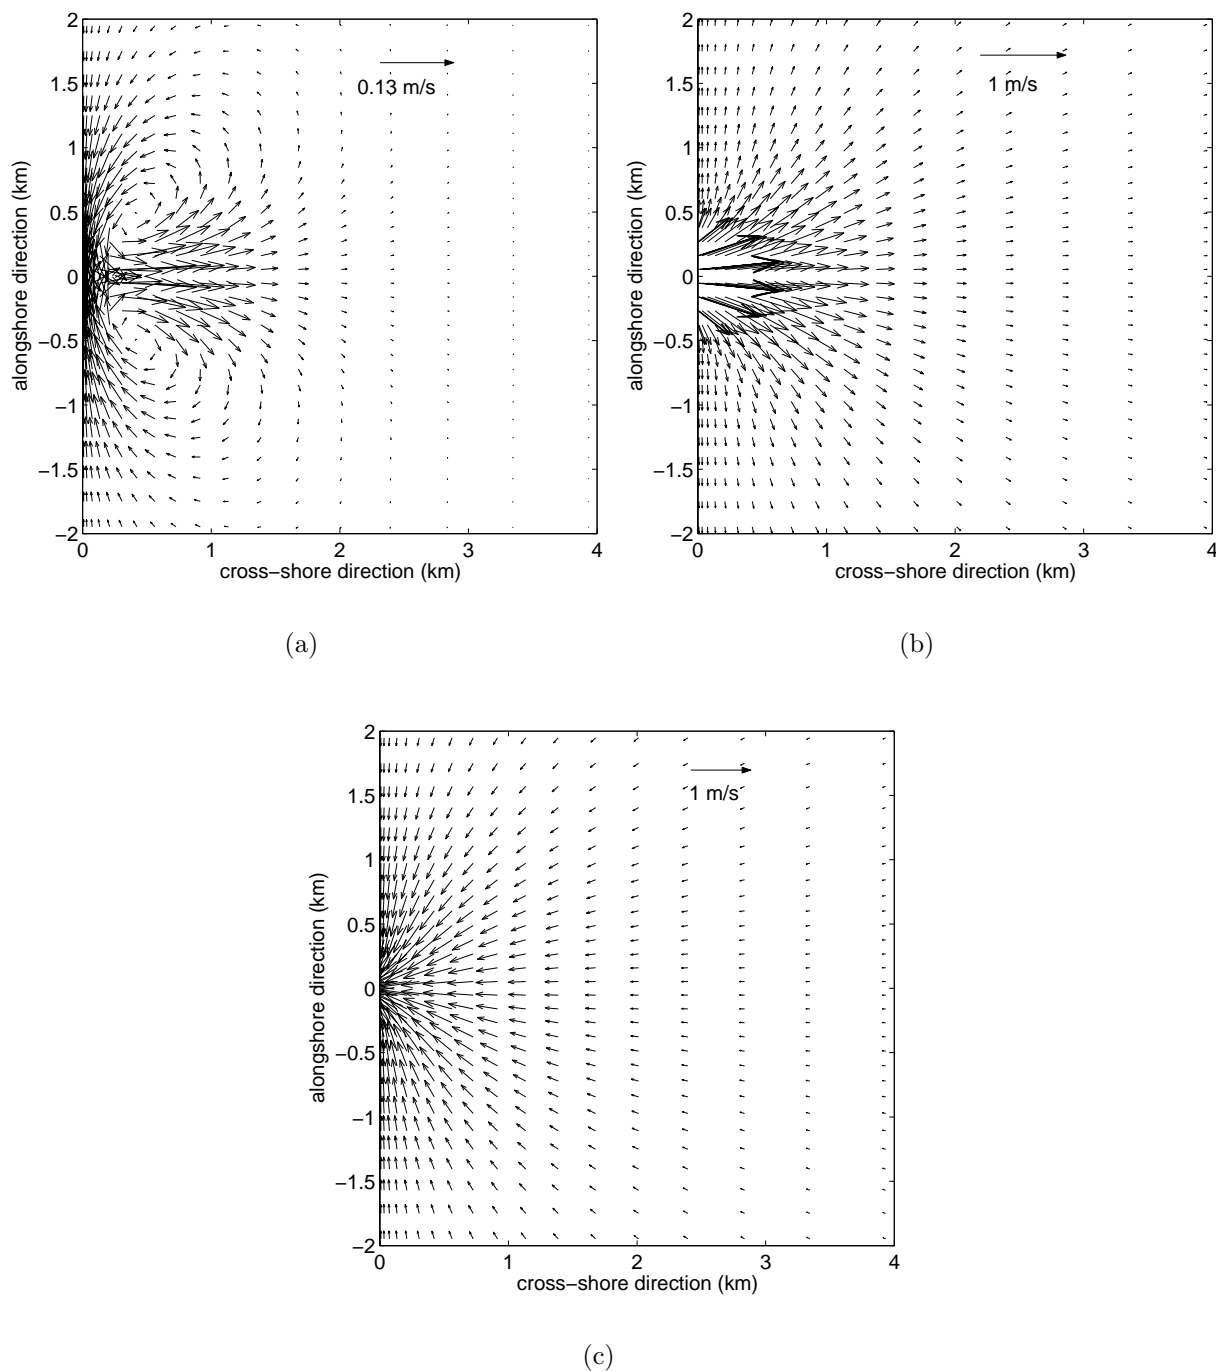 2
1.5
1
0.5
0
−0.5
−1
−1.5
−2
0 1 2 3 4
alongshore direction (km)
cross−shore direction (km)
0.13 m/s
(a)
2
1.5
1
0.5
0
−0.5
−1
−1.5
−2
0 1 2 3 4
alongshore direction (km)
cross−shore direction (km)
1 m/s
(b)
2
1.5
1
0.5
0
−0.5
−1
−1.5
−2
0 1 2 3 4
alongshore direction (km)
cross−shore direction (km)
1 m/s
(c)